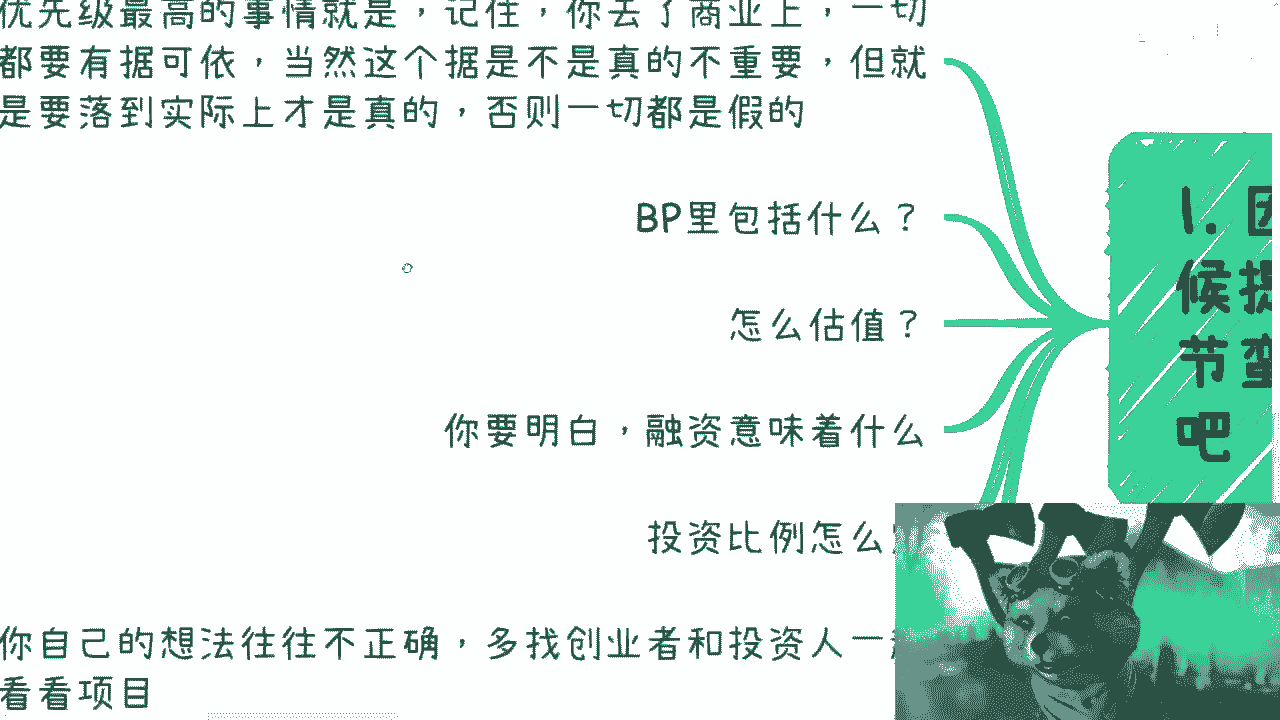 优先级最高的事情就是，记住，你去了商业上，一切
都要有据可依，当然这个据是不是真的不重要，但就
是要落到实际上才是真的，否则一切都是假的
BP里包括什么？
怎么估值？
你要明白，融资意味着什么
投资比例怎么
你自己的想法往往不正确，多找创业者和投资人一
看看项目
1. 因
候提
节蛮
吧